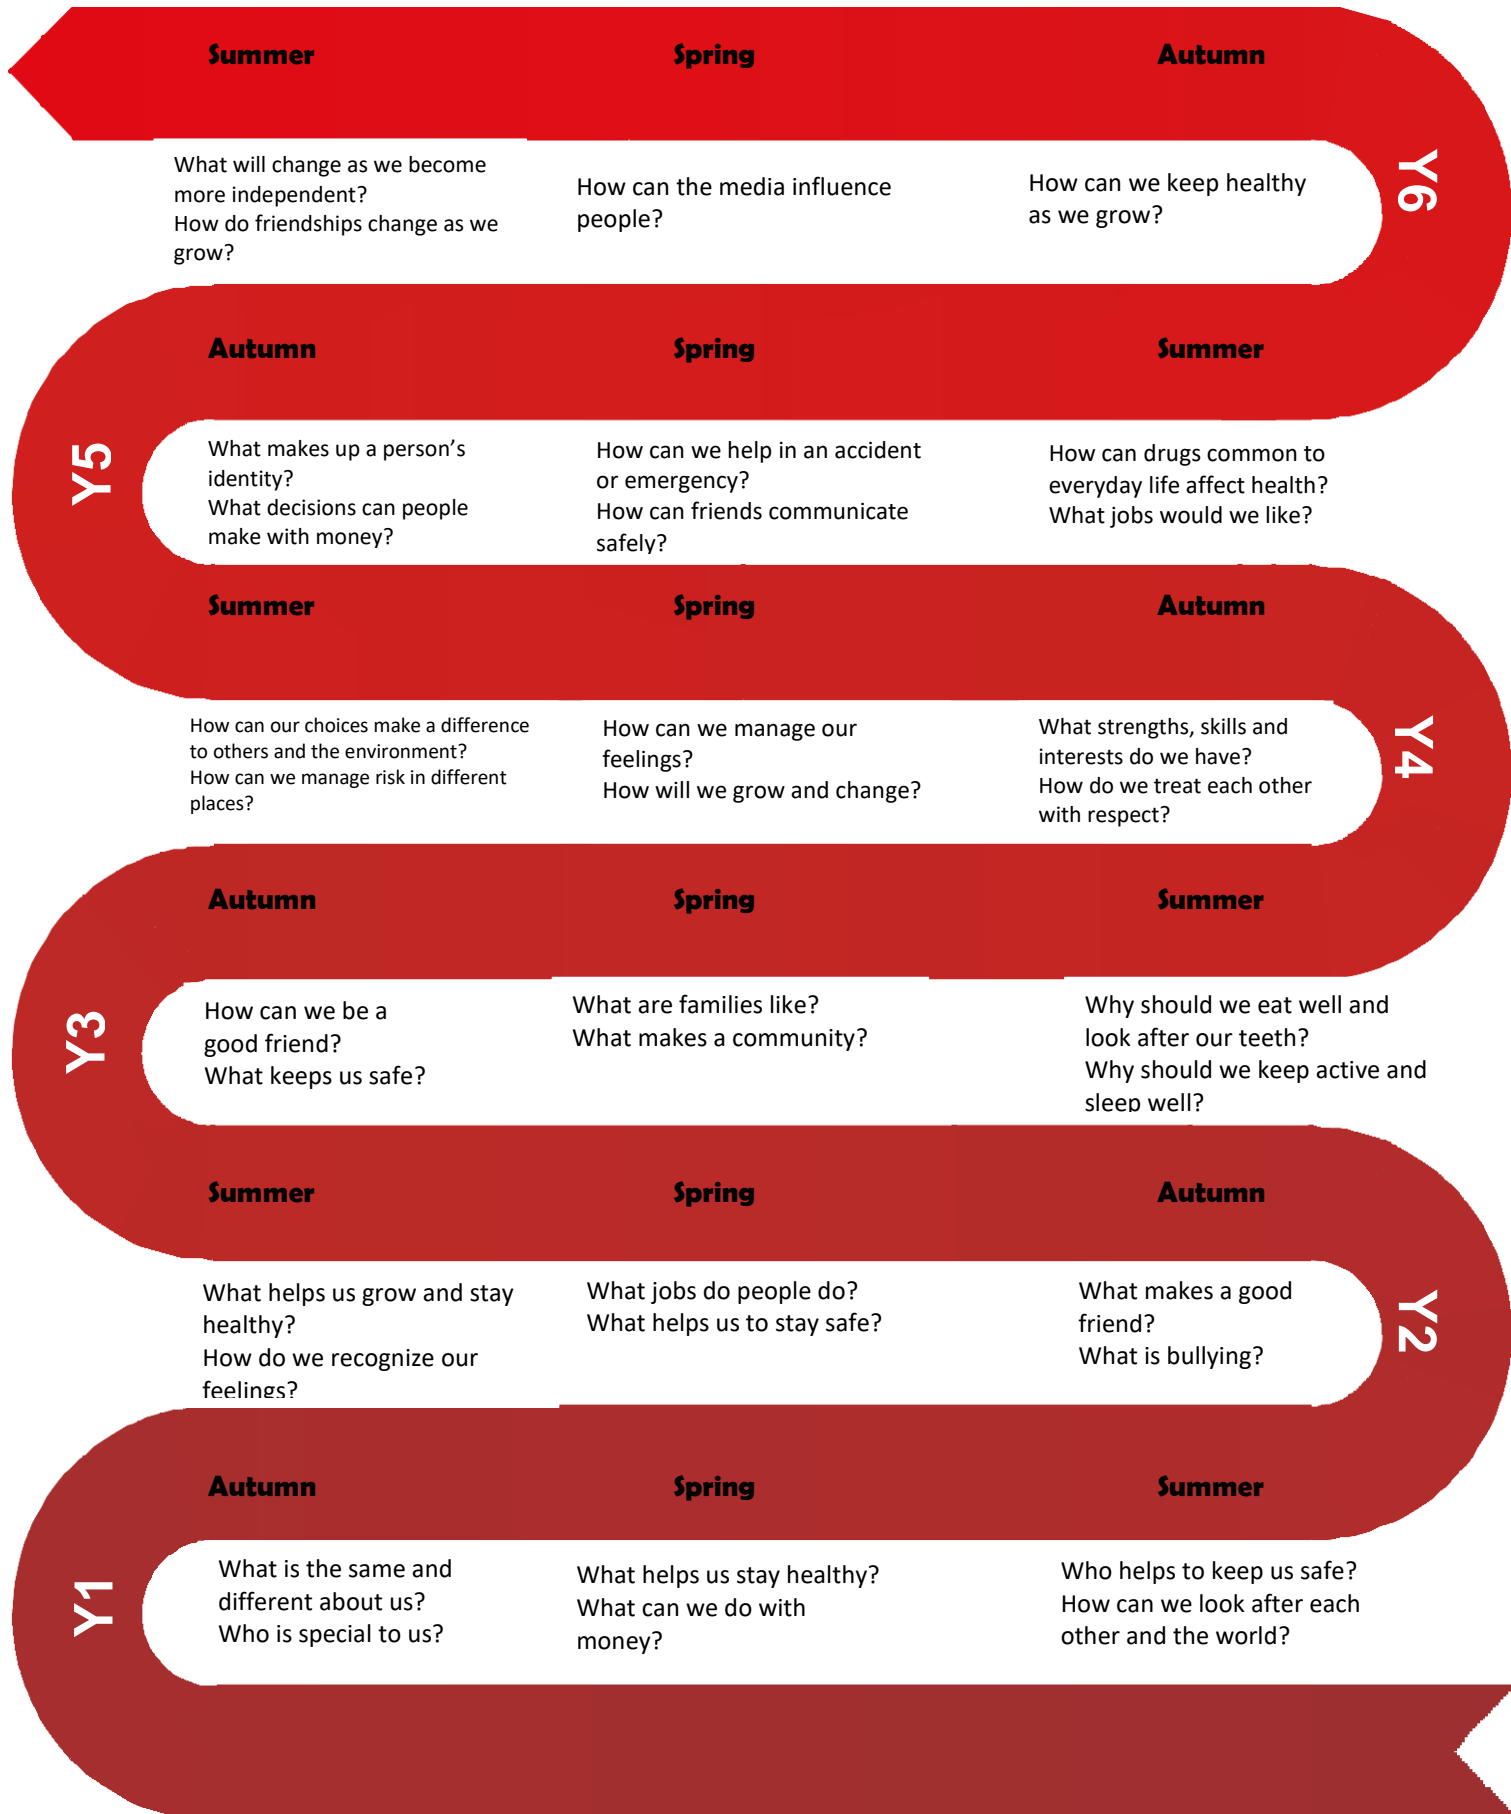 Summer
Spring
Autumn
Y6
What will change as we become
more independent?
How do friendships change as we
grow?
How can the media influence
people?
How can we keep healthy
as we grow?
Autumn
Spring
Summer
Y5
What makes up a person’s
identity?
What decisions can people
make with money?
How can we help in an accident
or emergency?
How can friends communicate
safely?
How can drugs common to
everyday life affect health?
What jobs would we like?
Summer
Spring
Autumn
Y4
How can our choices make a difference
to others and the environment?
How can we manage risk in different
places?
How can we manage our
feelings?
How will we grow and change?
What strengths, skills and
interests do we have?
How do we treat each other
with respect?
Autumn
Spring
Summer
Y3
How can we be a
good friend?
What keeps us safe?
What are families like?
What makes a community?
Why should we eat well and
look after our teeth?
Why should we keep active and
sleep well?
Summer
Spring
Autumn
Y2
What helps us grow and stay
healthy?
How do we recognize our
feelings?
What jobs do people do?
What helps us to stay safe?
What makes a good
friend?
What is bullying?
Autumn
Spring
Summer
Y1
What is the same and
different about us?
Who is special to us?
What helps us stay healthy?
What can we do with
money?
Who helps to keep us safe?
How can we look after each
other and the world?